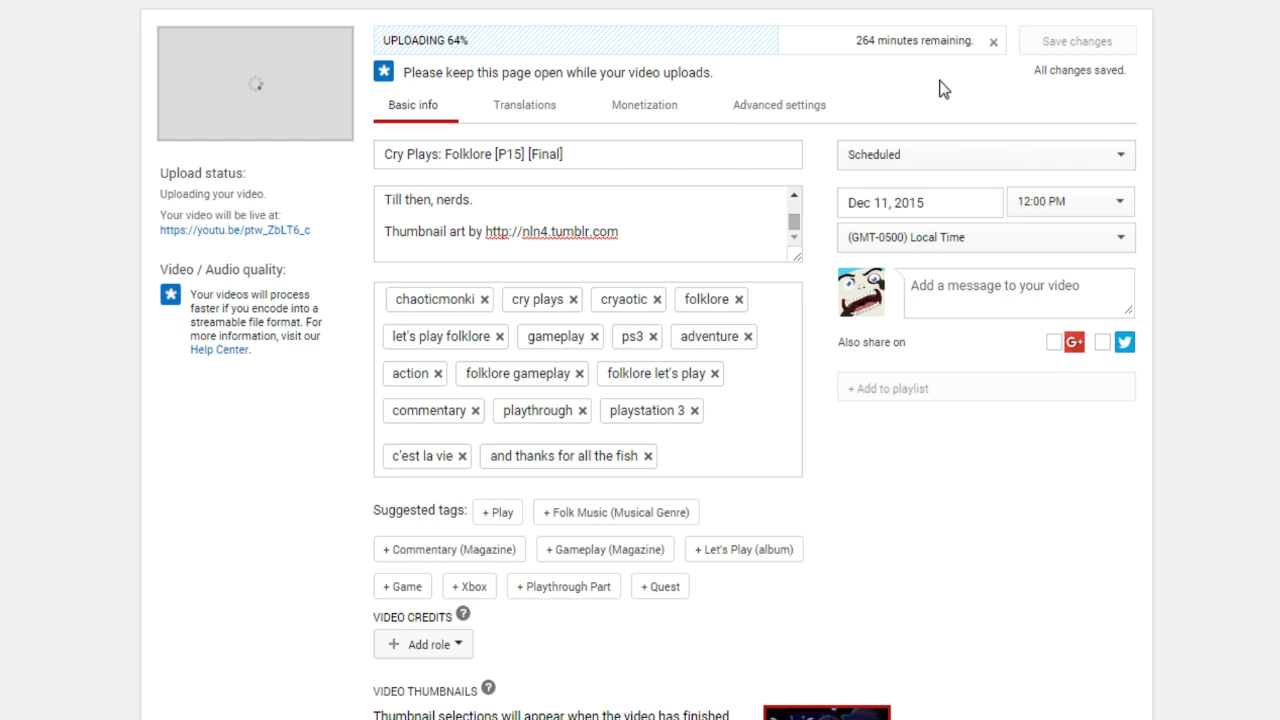 UPLOADING 64%
264 minutes remaining.
Save changes
Please keep this page open while your video uploads.
All changes saved.
Basic info
Translations
Monetization
Advanced settings
Cry Plays: Folklore [P15] [Final]
Till then, nerds.
Thumbnail art by http://nln4.tumblr.com
chaoticmonki
cry plays
cryaotic
folklore
let's play folklore
gameplay
ps3
adventure
action
folklore gameplay
folklore let's play
commentary
playthrough
playstation 3
c'est la vie
and thanks for all the fish
Suggested tags:
+ Play
+ Folk Music (Musical Genre)
+ Commentary (Magazine)
+ Gameplay (Magazine)
+ Let's Play (album)
+ Game
+ Xbox
+ Playthrough Part
+ Quest
VIDEO CREDITS
Add role
VIDEO THUMBNAILS
Thumbnail selections will appear when the video has finished
Upload status:
Uploading your video.
Your video will be live at:
https://youtu.be/ptw_ZbLT6_c
Video / Audio quality:
Your videos will process
faster if you encode into a
streamable file format. For
more information, visit our
Help Center.
Scheduled
Dec 11, 2015
12:00 PM
(GMT-0500) Local Time
Add a message to your video
Also share on
G+
+ Add to playlist